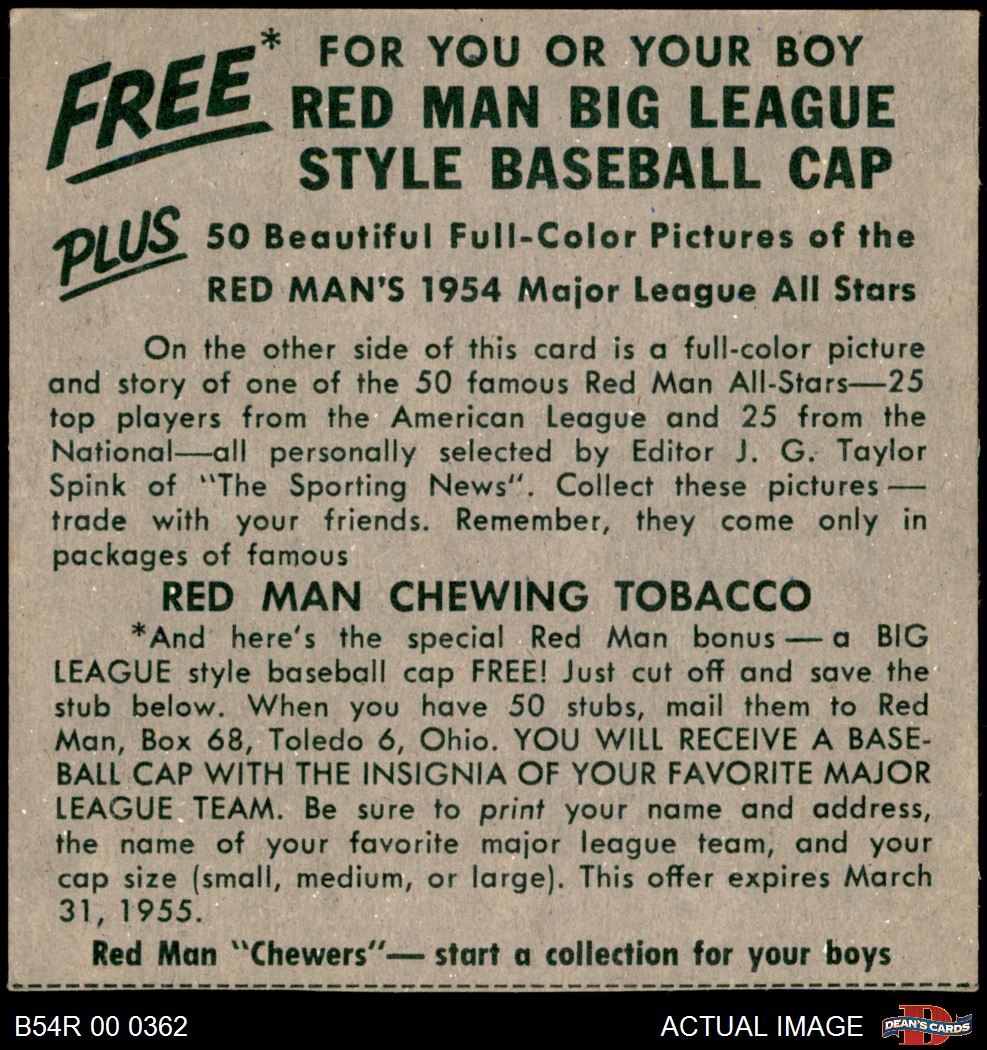 FREE* FOR YOU OR YOUR BOY
RED MAN BIG LEAGUE
STYLE BASEBALL CAP
PLUS 50 Beautiful Full-Color Pictures of the
RED MAN'S 1954 Major League All Stars
On the other side of this card is a full-color picture
and story of one of the 50 famous Red Man All-Stars—25
top players from the American League and 25 from the
National—all personally selected by Editor J. G. Taylor
Spink of "The Sporting News". Collect these pictures —
trade with your friends. Remember, they come only in
packages of famous
RED MAN CHEWING TOBACCO
*And here's the special Red Man bonus — a BIG
LEAGUE style baseball cap FREE! Just cut off and save the
stub below. When you have 50 stubs, mail them to Red
Man, Box 68, Toledo 6, Ohio. YOU WILL RECEIVE A BASE-
BALL CAP WITH THE INSIGNIA OF YOUR FAVORITE MAJOR
LEAGUE TEAM. Be sure to print your name and address,
the name of your favorite major league team, and your
cap size (small, medium, or large). This offer expires March
31, 1955.
Red Man "Chewers"— start a collection for your boys
B54R 00 0362
ACTUAL IMAGE
D
DEAN'S CARDS